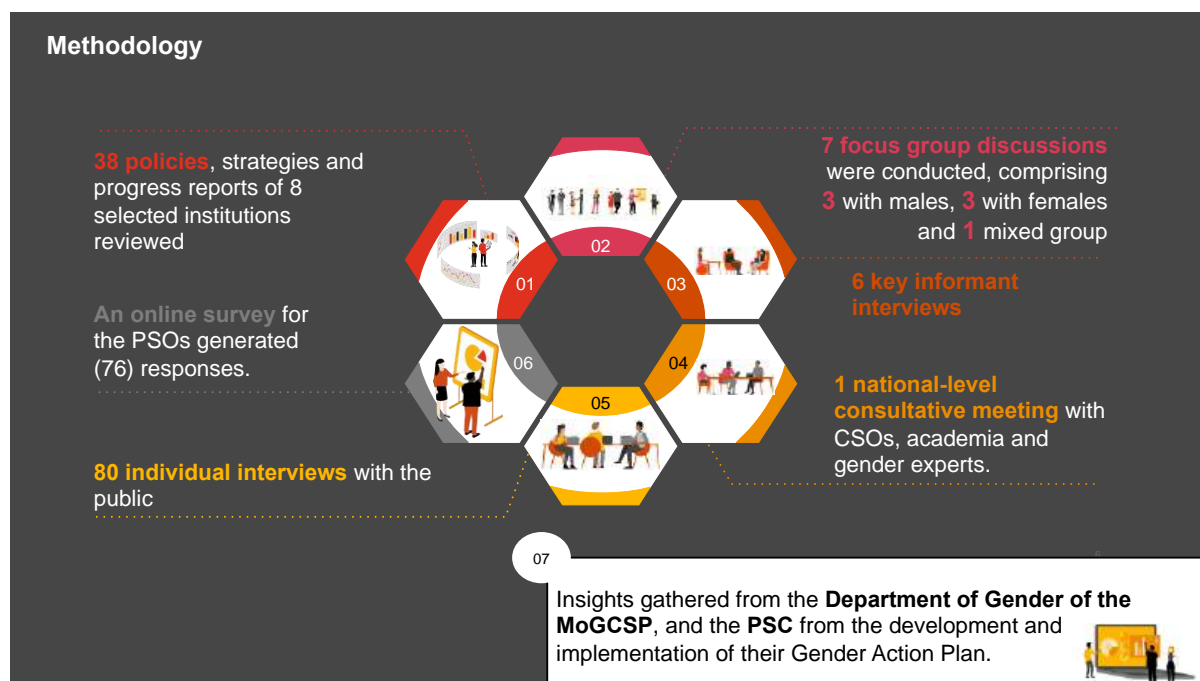 Methodology
38 policies, strategies and
progress reports of 8
selected institutions
reviewed
An online survey for
the PSOs generated
(76) responses.
80 individual interviews with the
public
01
02
03
04
05
06
7 focus group discussions
were conducted, comprising
3 with males, 3 with females
and 1 mixed group
6 key informant
interviews
1 national-level
consultative meeting with
CSOs, academia and
gender experts.
07
Insights gathered from the Department of Gender of the
MoGCSP, and the PSC from the development and
implementation of their Gender Action Plan.